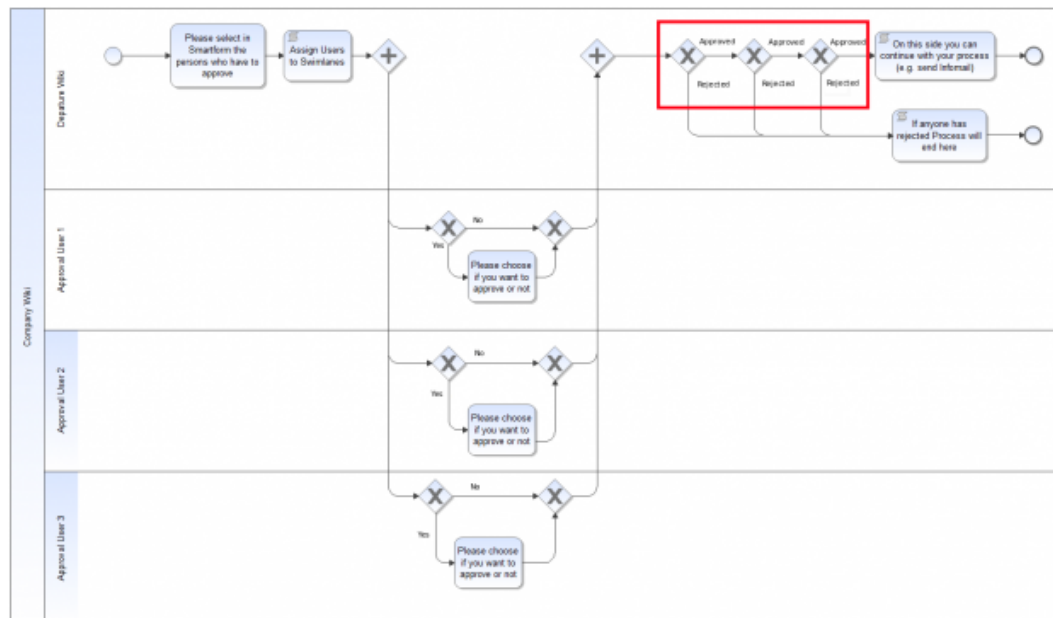 Company Wiki
Depature Wiki
Please select in
Smartform the
persons who have to
approve
Assign Users
to Swimlanes
Approved
Approved
Approved
Rejected
Rejected
Rejected
On this side you can
continue with your process
(e.g. send Infomail)
If anyone has
rejected Process will
end here
Approval User 1
No
Yes
Please choose
if you want to
approve or not
Approval User 2
No
Yes
Please choose
if you want to
approve or not
Approval User 3
No
Yes
Please choose
if you want to
approve or not